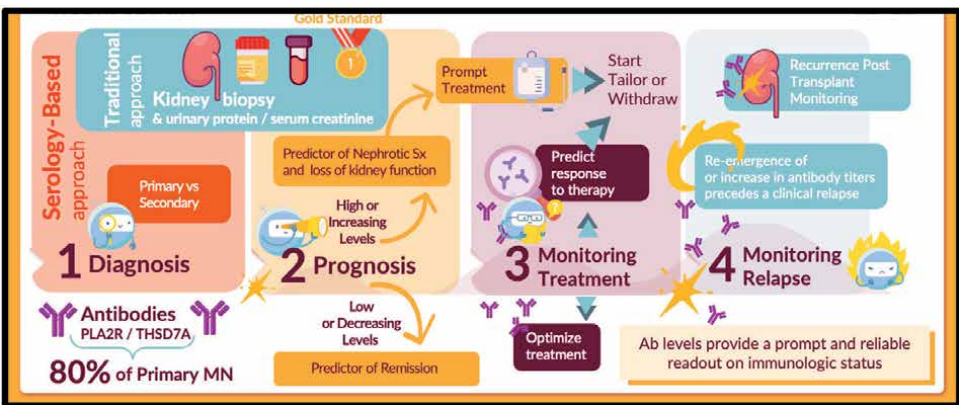 Gold Standard
Serology-Based
approach
Traditional
approach
Kidney biopsy
& urinary protein / serum creatinine
1
Primary vs
Secondary
1 Diagnosis
Antibodies
PLA2R / THSD7A
80% of Primary MN
Predictor of Nephrotic Sx
and loss of kidney function
High or
Increasing
Levels
2 Prognosis
Low
or Decreasing
Levels
Predictor of Remission
Prompt
Treatment
Start
Tailor or
Withdraw
Predict
response
to therapy
?
3 Monitoring
Treatment
Optimize
treatment
Recurrence Post
Transplant
Monitoring
Re-emergence of
or increase in antibody titers
precedes a clinical relapse
4 Monitoring
Relapse
Ab levels provide a prompt and reliable
readout on immunologic status